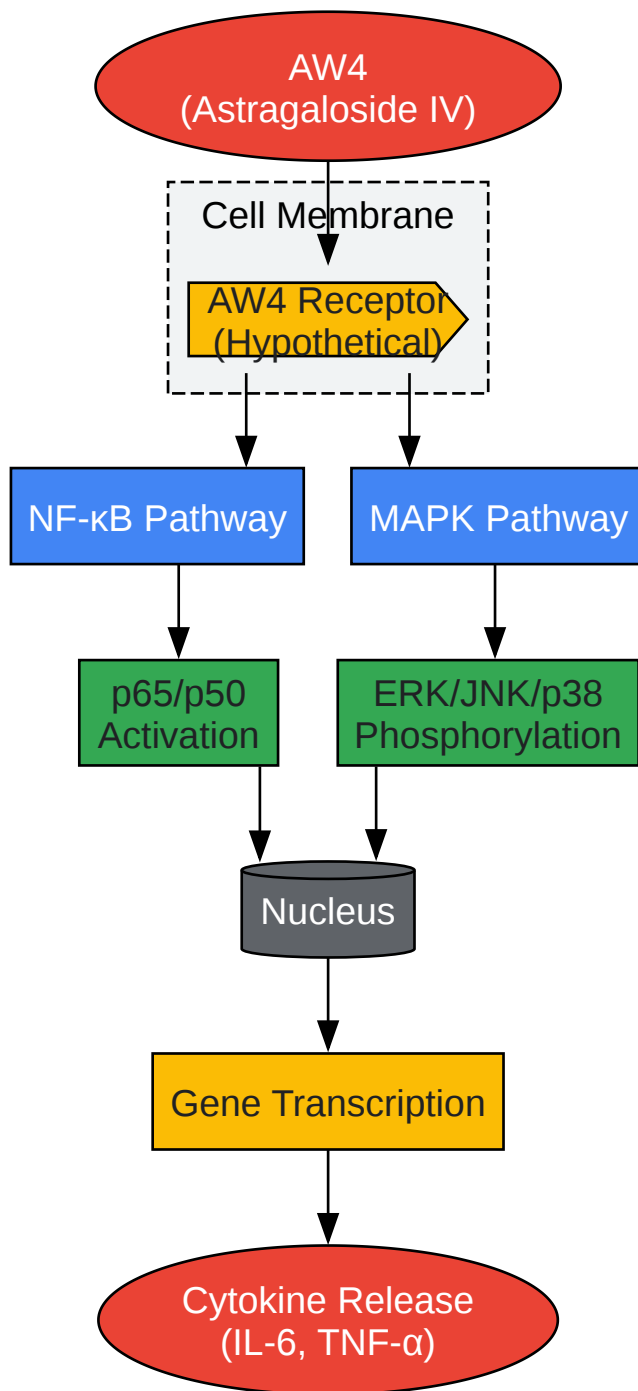 AW4
(Astragaloside IV)
Cell Membrane
AW4 Receptor
(Hypothetical)
NF-κB Pathway
MAPK Pathway
p65/p50
Activation
ERK/JNK/p38
Phosphorylation
Nucleus
Gene Transcription
Cytokine Release
(IL-6, TNF-α)